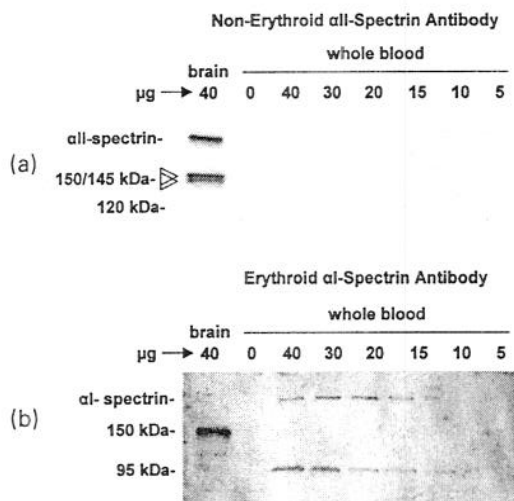 Non-Erythroid αII-Spectrin Antibody
brain whole blood
μg 40 0 40 30 20 15 10 5
(a)
αII-spectrin-
150/145 kDa-
120 kDa-
Erythroid αI-Spectrin Antibody
brain whole blood
μg 40 0 40 30 20 15 10 5
(b)
αI- spectrin-
150 kDa-
95 kDa-